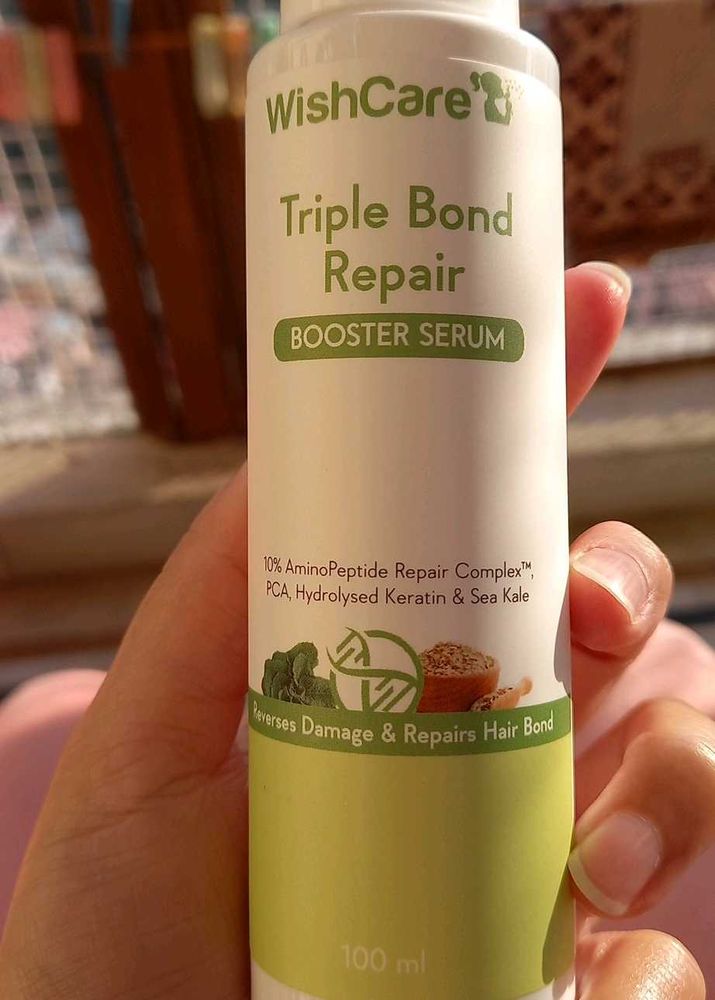 WishCare
Triple Bond
Repair
BOOSTER SERUM
10% AminoPeptide Repair Complex™,
PCA, Hydrolysed Keratin & Sea Kale
Reverses Damage & Repairs Hair Bond
100 ml